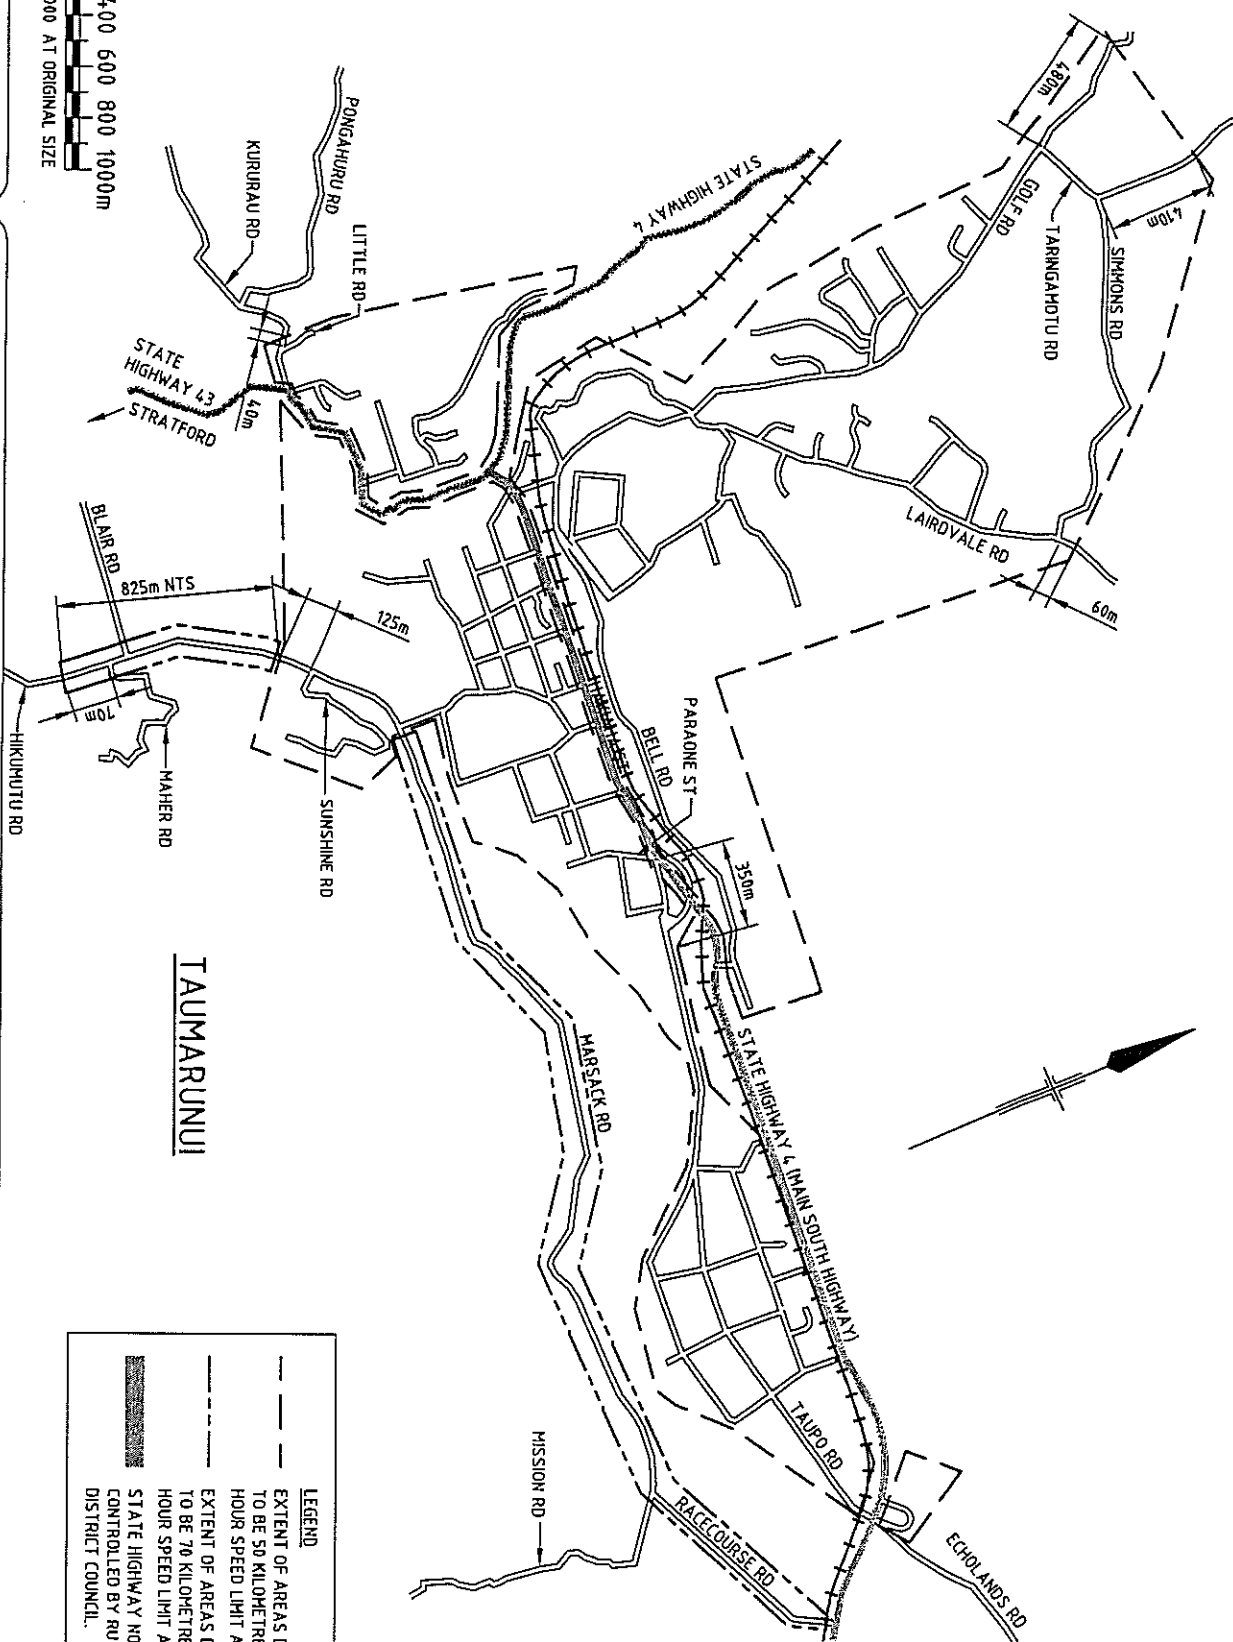 400 600 800 1000m
000 AT ORIGINAL SIZE
480m
GOLF RD
TARINGAMOTU RD
410m
SIMMONS RD
STATE HIGHWAY 4
PONGAHURU RD
KURURAU RD
LITTLE RD
STATE
HIGHWAY 43
STRATFORD
40m
LAIRDVALE RD
60m
BLAIR RD
825m NTS
125m
70m
HIKUMUTU RD
MAHER RD
SUNSHINE RD
BELL RD
PARAONE ST
350m
TAUMARUNUI
MARSACK RD
STATE HIGHWAY 4 (MAIN SOUTH HIGHWAY)
TAUPO RD
MISSION RD
RACECOURSE RD
ECHOLANDS RD
LEGEND
EXTENT OF AREAS
TO BE 50 KILOMETRE
HOUR SPEED LIMIT A
EXTENT OF AREAS
TO BE 70 KILOMETRE
HOUR SPEED LIMIT A
STATE HIGHWAY NO
CONTROLLED BY RU
DISTRICT COUNCIL.